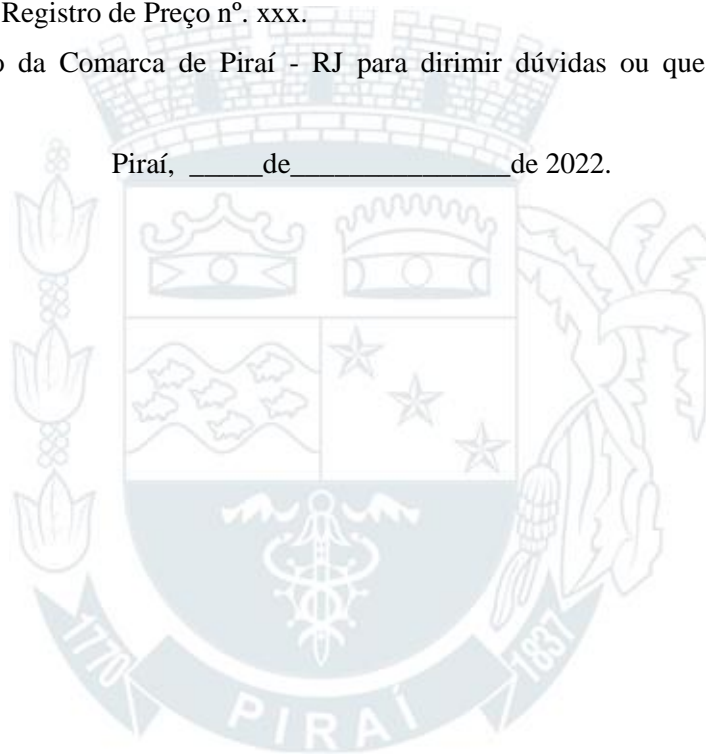 Registro de Preço nº. xxx.
da Comarca de Piraí - RJ para dirimir dúvidas ou que
Piraí, _____de_______________de 2022.
1770
1837
PIRAÍ